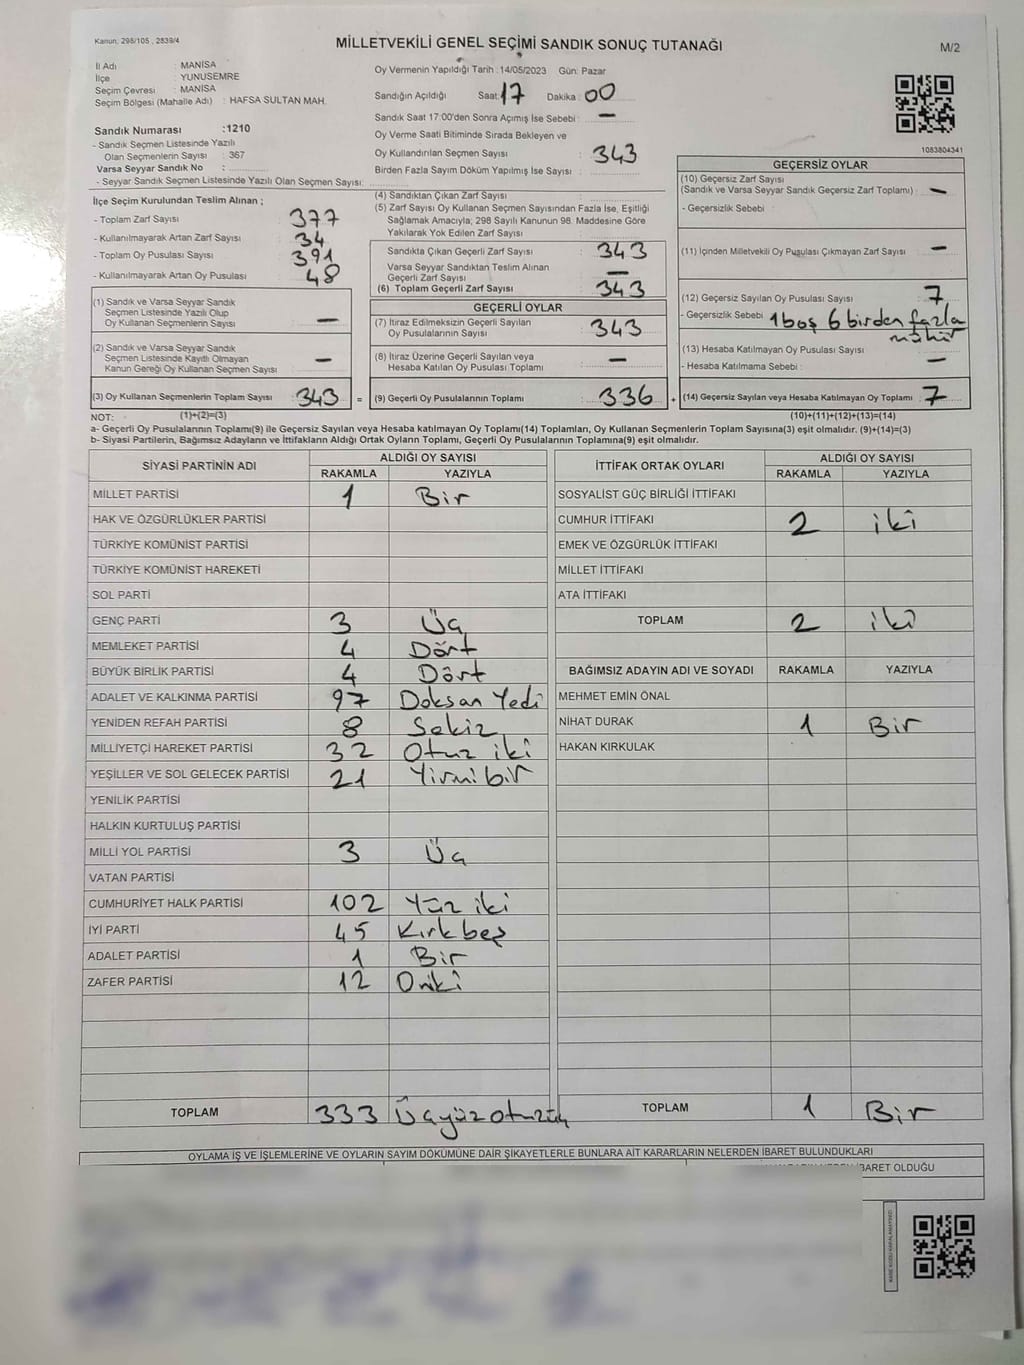 Kanun, 298/105 , 2839/4
MİLLETVEKİLİ GENEL SEÇİMİ SANDIK SONUÇ TUTANAĞI
M/2
İl Adı : MANİSA
İlçe : YUNUSEMRE
Seçim Çevresi : MANİSA
Seçim Bölgesi (Mahalle Adı) : HAFSA SULTAN MAH.
Sandık Numarası :1210
- Sandık Seçmen Listesinde Yazılı
Olan Seçmenlerin Sayısı : 367
Varsa Seyyar Sandık No :
- Seyyar Sandık Seçmen Listesinde Yazılı Olan Seçmen Sayısı:
Oy Vermenin Yapıldığı Tarih :14/05/2023 Gün: Pazar
Sandığın Açıldığı Saat: 17 Dakika: 00
Sandık Saat 17:00'den Sonra Açımış İse Sebebi : —
Oy Verme Saati Bitiminde Sırada Bekleyen ve
Oy Kullandırılan Seçmen Sayısı : 343
Birden Fazla Sayım Döküm Yapılmış İse Sayısı :
1083804341
İlçe Seçim Kurulundan Teslim Alınan ;
- Toplam Zarf Sayısı : 377
- Kullanılmayarak Artan Zarf Sayısı : 34
- Toplam Oy Pusulası Sayısı : 391
- Kullanılmayarak Artan Oy Pusulası : 48
(1) Sandık ve Varsa Seyyar Sandık
Seçmen Listesinde Yazılı Olup
Oy Kullanan Seçmenlerin Sayısı : —
(2) Sandık ve Varsa Seyyar Sandık
Seçmen Listesinde Kayıtlı Olmayan
Kanun Gereği Oy Kullanan Seçmen Sayısı : —
(3) Oy Kullanan Seçmenlerin Toplam Sayısı : 343 =
(4) Sandıktan Çıkan Zarf Sayısı :
(5) Zarf Sayısı Oy Kullanan Seçmen Sayısından Fazla İse, Eşitliği
Sağlamak Amacıyla; 298 Sayılı Kanunun 98. Maddesine Göre
Yakılarak Yok Edilen Zarf Sayısı :
Sandıkta Çıkan Geçerli Zarf Sayısı : 343
Varsa Seyyar Sandıktan Teslim Alınan
Geçerli Zarf Sayısı : —
(6) Toplam Geçerli Zarf Sayısı : 343
GEÇERLİ OYLAR
(7) İtiraz Edilmeksizin Geçerli Sayılan
Oy Pusulalarının Sayısı : 343
(8) İtiraz Üzerine Geçerli Sayılan veya
Hesaba Katılan Oy Pusulası Toplamı : —
(9) Geçerli Oy Pusulalarının Toplamı : 336 +
GEÇERSİZ OYLAR
(10) Geçersiz Zarf Sayısı
(Sandık ve Varsa Seyyar Sandık Geçersiz Zarf Toplamı) : —
- Geçersizlik Sebebi :
(11) İçinden Milletvekili Oy Pusulası Çıkmayan Zarf Sayısı : —
(12) Geçersiz Sayılan Oy Pusulası Sayısı : 7
- Geçersizlik Sebebi : 1 boş 6 birden fazla
mühür
(13) Hesaba Katılmayan Oy Pusulası Sayısı : —
- Hesaba Katılmama Sebebi :
(14) Geçersiz Sayılan veya Hesaba Katılmayan Oy Toplamı : 7
NOT: (1)+(2)=(3)
(10)+(11)+(12)+(13)=(14)
a- Geçerli Oy Pusulalarının Toplamı(9) ile Geçersiz Sayılan veya Hesaba katılmayan Oy Toplamı(14) Toplamları, Oy Kullanan Seçmenlerin Toplam Sayısına(3) eşit olmalıdır. (9)+(14)=(3)
b- Siyasi Partilerin, Bağımsız Adayların ve İttifakların Aldığı Ortak Oyların Toplamı, Geçerli Oy Pusulalarının Toplamına(9) eşit olmalıdır.
SİYASİ PARTİNİN ADI
ALDIĞI OY SAYISI
RAKAMLA YAZIYLA
MİLLET PARTİSİ 1 Bir
HAK VE ÖZGÜRLÜKLER PARTİSİ
TÜRKİYE KOMÜNİST PARTİSİ
TÜRKİYE KOMÜNİST HAREKETİ
SOL PARTİ
GENÇ PARTİ 3 Üç
MEMLEKET PARTİSİ 4 Dört
BÜYÜK BİRLİK PARTİSİ 4 Dört
ADALET VE KALKINMA PARTİSİ 97 Doksan Yedi
YENİDEN REFAH PARTİSİ 8 Sekiz
MİLLİYETÇİ HAREKET PARTİSİ 32 Otuz iki
YEŞİLLER VE SOL GELECEK PARTİSİ 21 Yirmi bir
YENİLİK PARTİSİ
HALKIN KURTULUŞ PARTİSİ
MİLLİ YOL PARTİSİ 3 Üç
VATAN PARTİSİ
CUMHURİYET HALK PARTİSİ 102 Yüz iki
İYİ PARTİ 45 Kırk beş
ADALET PARTİSİ 1 Bir
ZAFER PARTİSİ 12 Oniki
TOPLAM 333 Üçyüz otuzüç
İTTİFAK ORTAK OYLARI
ALDIĞI OY SAYISI
RAKAMLA YAZIYLA
SOSYALİST GÜÇ BİRLİĞİ İTTİFAKI
CUMHUR İTTİFAKI 2 iki
EMEK VE ÖZGÜRLÜK İTTİFAKI
MİLLET İTTİFAKI
ATA İTTİFAKI
TOPLAM 2 iki
BAĞIMSIZ ADAYIN ADI VE SOYADI RAKAMLA YAZIYLA
MEHMET EMİN ÖNAL
NİHAT DURAK 1 Bir
HAKAN KIRKULAK
TOPLAM 1 Bir
OYLAMA İŞ VE İŞLEMLERİNE VE OYLARIN SAYIM DÖKÜMÜNE DAİR ŞİKAYETLERLE BUNLARA AİT KARARLARIN NELERDEN İBARET BULUNDUKLARI
İBARET OLDUĞU